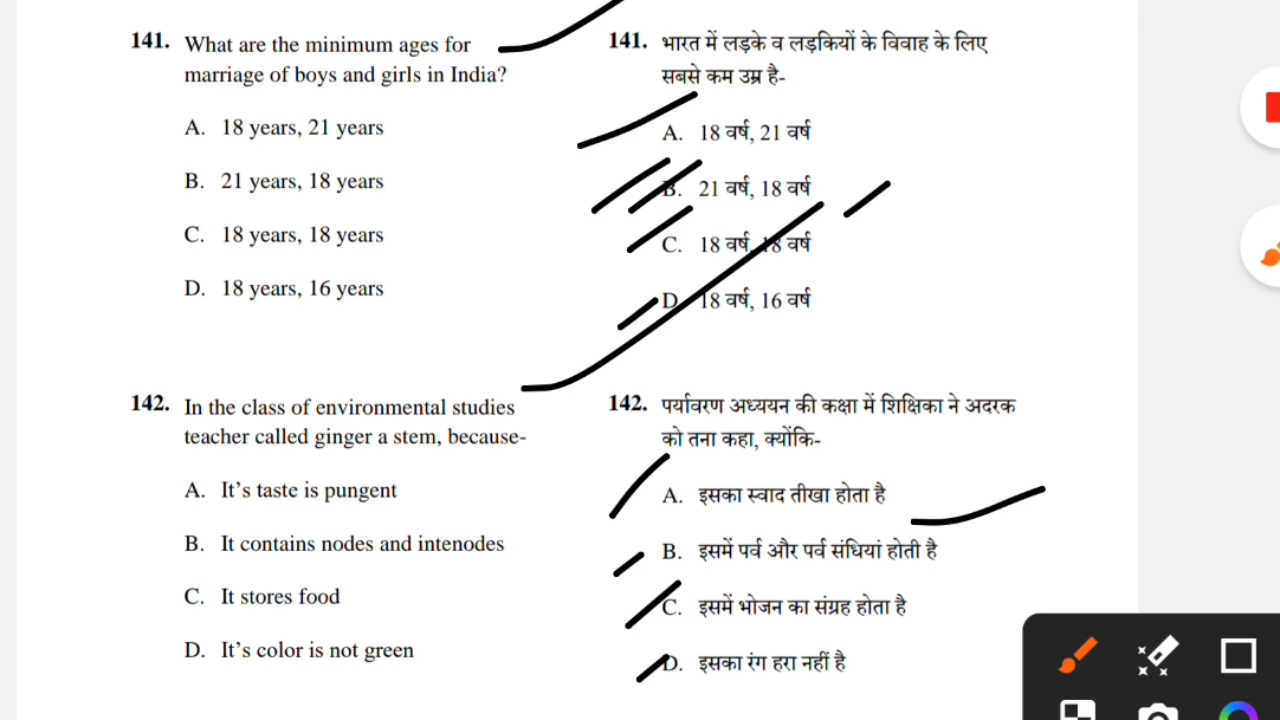 141. What are the minimum ages for
marriage of boys and girls in India?
A. 18 years, 21 years
B. 21 years, 18 years
C. 18 years, 18 years
D. 18 years, 16 years
142. In the class of environmental studies
teacher called ginger a stem, because-
A. It's taste is pungent
B. It contains nodes and intenodes
C. It stores food
D. It's color is not green
141. भारत में लड़के व लड़कियों के विवाह के लिए
सबसे कम उम्र है-
A. 18 वर्ष, 21 वर्ष
B. 21 वर्ष, 18 वर्ष
C. 18 वर्ष, 18 वर्ष
D. 18 वर्ष, 16 वर्ष
142. पर्यावरण अध्ययन की कक्षा में शिक्षिका ने अदरक
को तना कहा, क्योंकि-
A. इसका स्वाद तीखा होता है
B. इसमें पर्व और पर्व संधियां होती है
C. इसमें भोजन का संग्रह होता है
D. इसका रंग हरा नहीं है